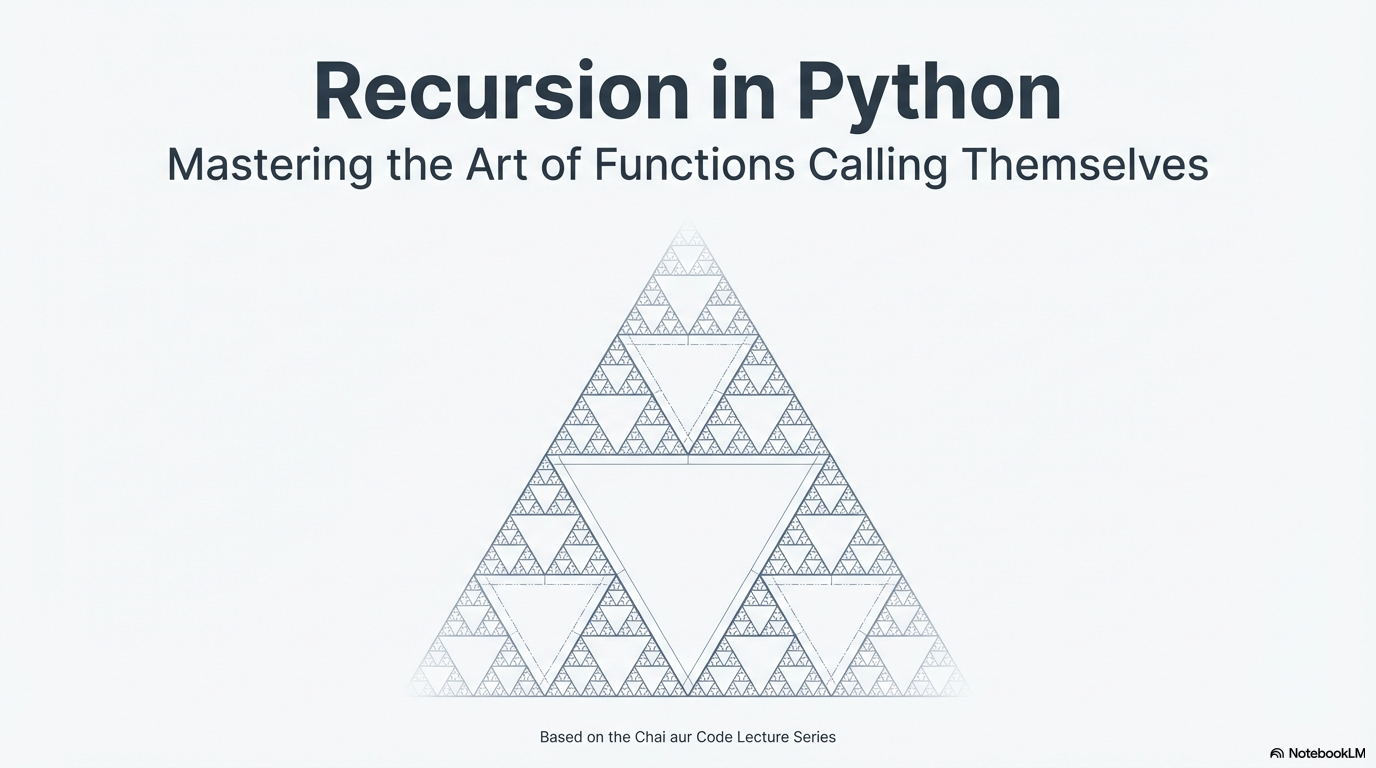 Recursion in Python
Mastering the Art of Functions Calling Themselves
Based on the Chai aur Code Lecture Series
NotebookLM